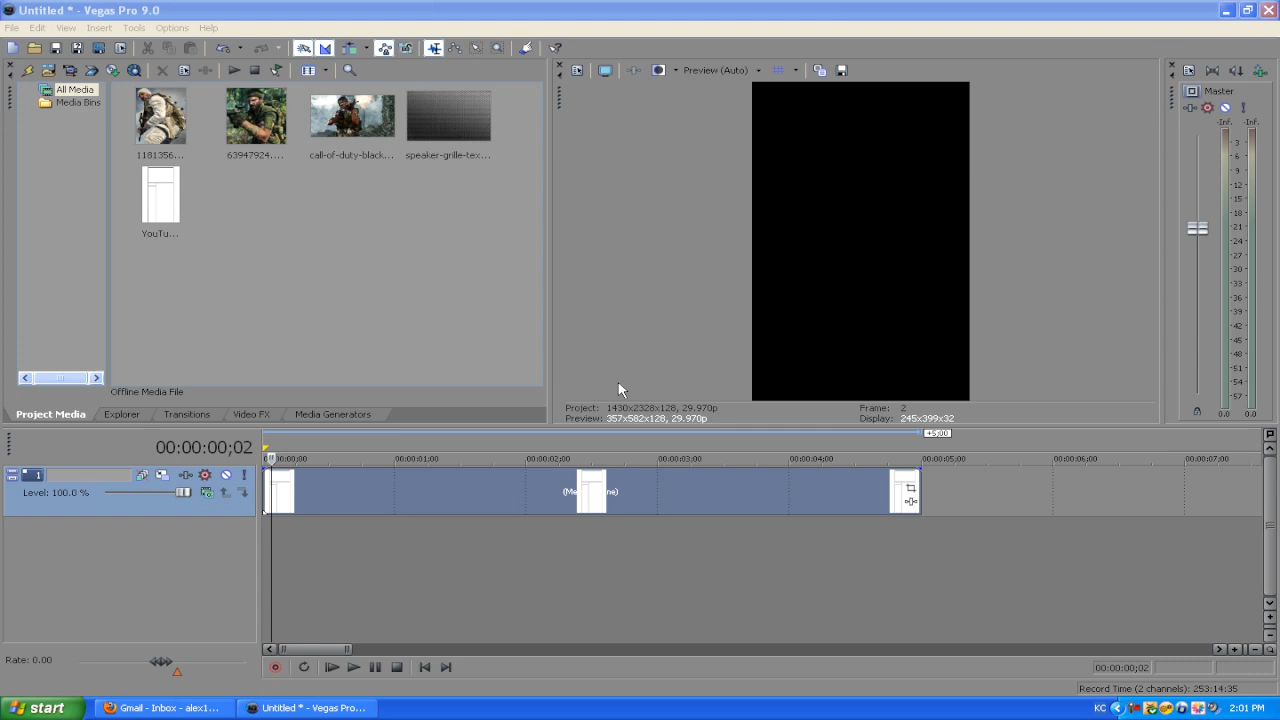 Untitled * - Vegas Pro 9.0
File Edit View Insert Tools Options Help
Preview (Auto)
All Media
Media Bins
Master
-Inf. -Inf.
3
6
9
12
15
18
21
24
27
30
33
36
39
42
45
48
51
54
57
0.0 0.0
1181356... 63947924.... call-of-duty-black... speaker-grille-tex...
YouTu...
Offline Media File
Project Media Explorer Transitions Video FX Media Generators
Project: 1430x2328x128, 29.970p Frame: 2
Preview: 357x582x128, 29.970p Display: 245x399x32
00:00:00;02
+5;00
00:00:01;00 00:00:02;00 00:00:03;00 00:00:04;00 00:00:05;00 00:00:06;00 00:00:07;00
1
Level: 100.0 %
Rate: 0.00
00:00:00;02
Record Time (2 channels): 253:14:35
start Gmail - Inbox - alex1... Untitled * - Vegas Pro... KC 2:01 PM